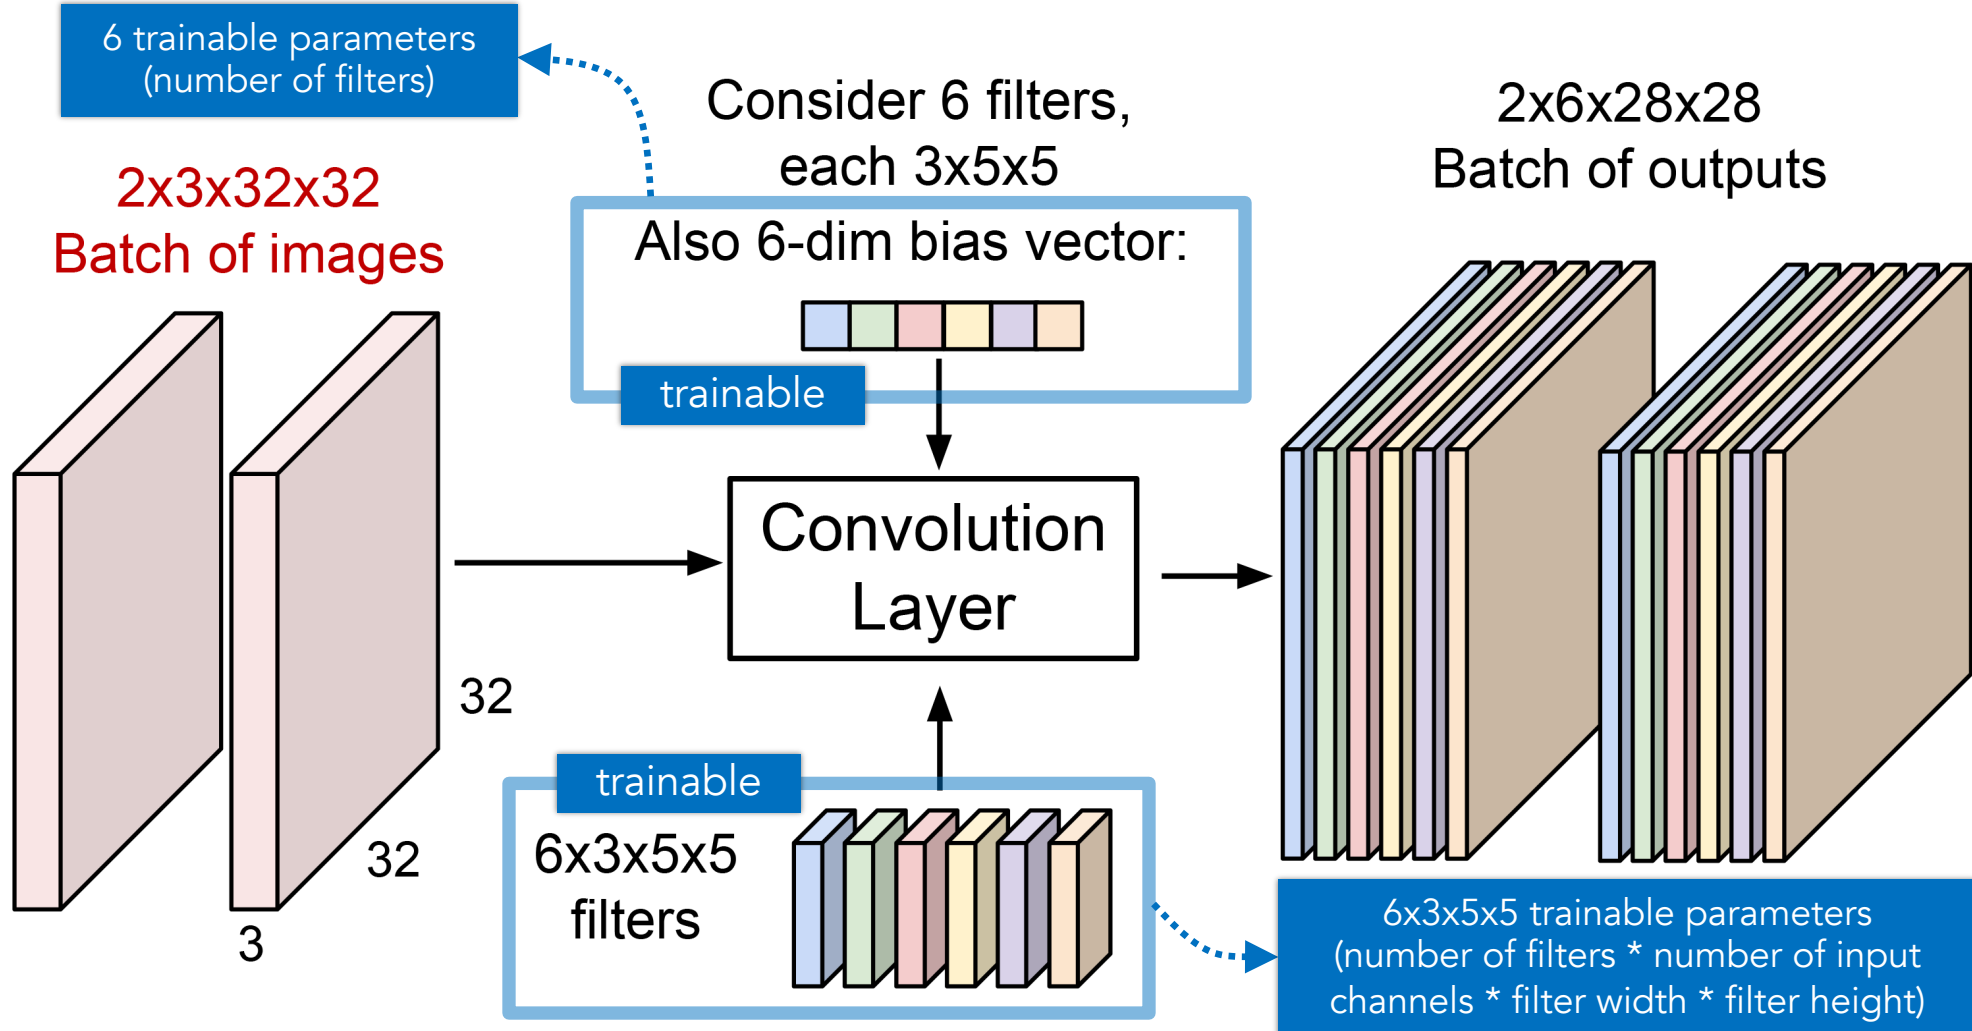 6 trainable parameters
(number of filters)
2x3x32x32
Batch of images
Consider 6 filters,
each 3x5x5
Also 6-dim bias vector:
trainable
2x6x28x28
Batch of outputs
Convolution
Layer
32
32
3
trainable
6x3x5x5
filters
6x3x5x5 trainable parameters
(number of filters * number of input
channels * filter width * filter height)